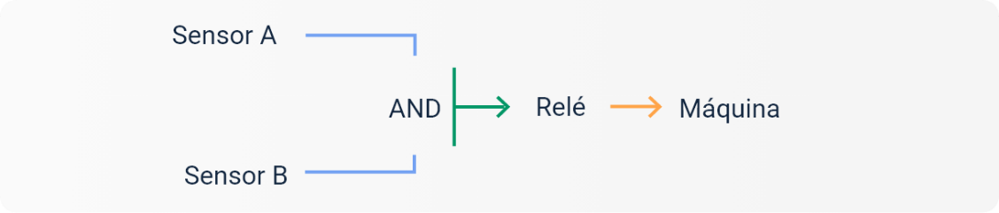 Sensor A
AND
Relé
Máquina
Sensor B